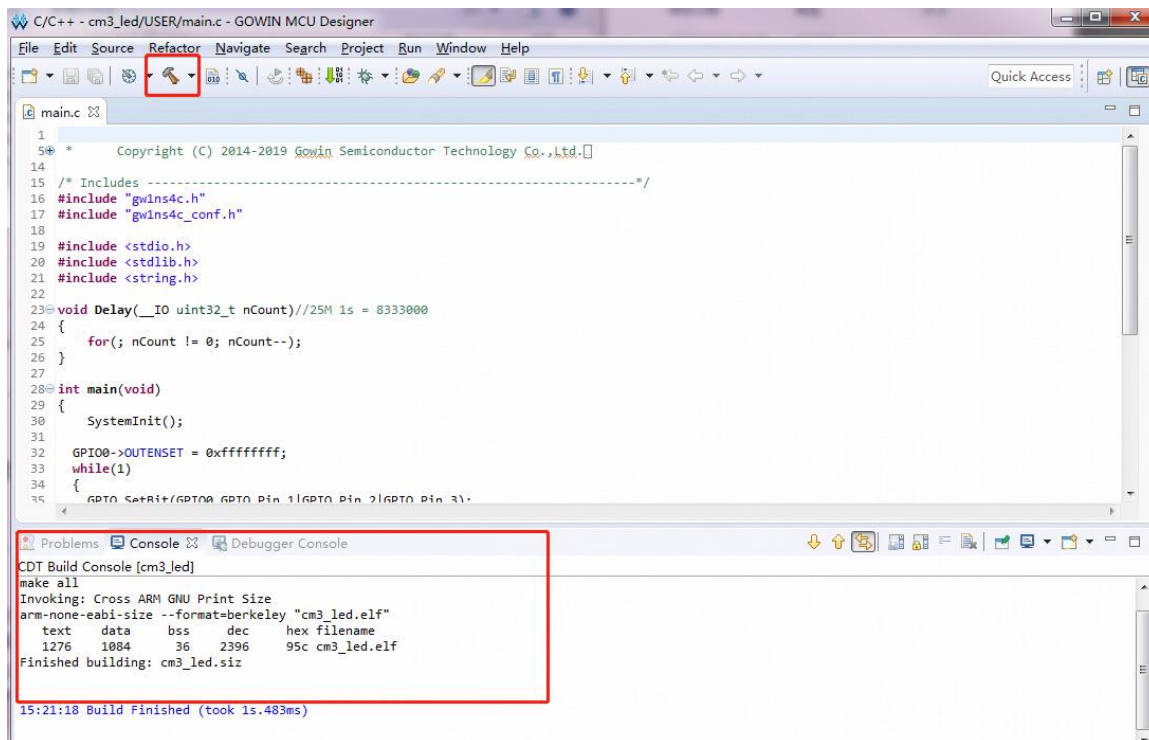 C/C++ - cm3_led/USER/main.c - GOWIN MCU Designer
File Edit Source Refactor Navigate Search Project Run Window Help
Quick Access
main.c
1
5 * Copyright (C) 2014-2019 Gowin Semiconductor Technology Co.,Ltd.
14
15 /* Includes ------------------------------------------------------------------*/
16 #include "gw1ns4c.h"
17 #include "gw1ns4c_conf.h"
18
19 #include <stdio.h>
20 #include <stdlib.h>
21 #include <string.h>
22
23 void Delay(__IO uint32_t nCount)//25M 1s = 8333000
24 {
25 for(; nCount != 0; nCount--);
26 }
27
28 int main(void)
29 {
30 SystemInit();
31
32 GPIO0->OUTENSET = 0xffffffff;
33 while(1)
34 {
35 GPIO_SetBit(GPIO0,GPIO_Pin_1|GPIO_Pin_2|GPIO_Pin_3);
Problems Console Debugger Console
CDT Build Console [cm3_led]
make all
Invoking: Cross ARM GNU Print Size
arm-none-eabi-size --format=berkeley "cm3_led.elf"
text data bss dec hex filename
1276 1084 36 2396 95c cm3_led.elf
Finished building: cm3_led.siz
15:21:18 Build Finished (took 1s.483ms)